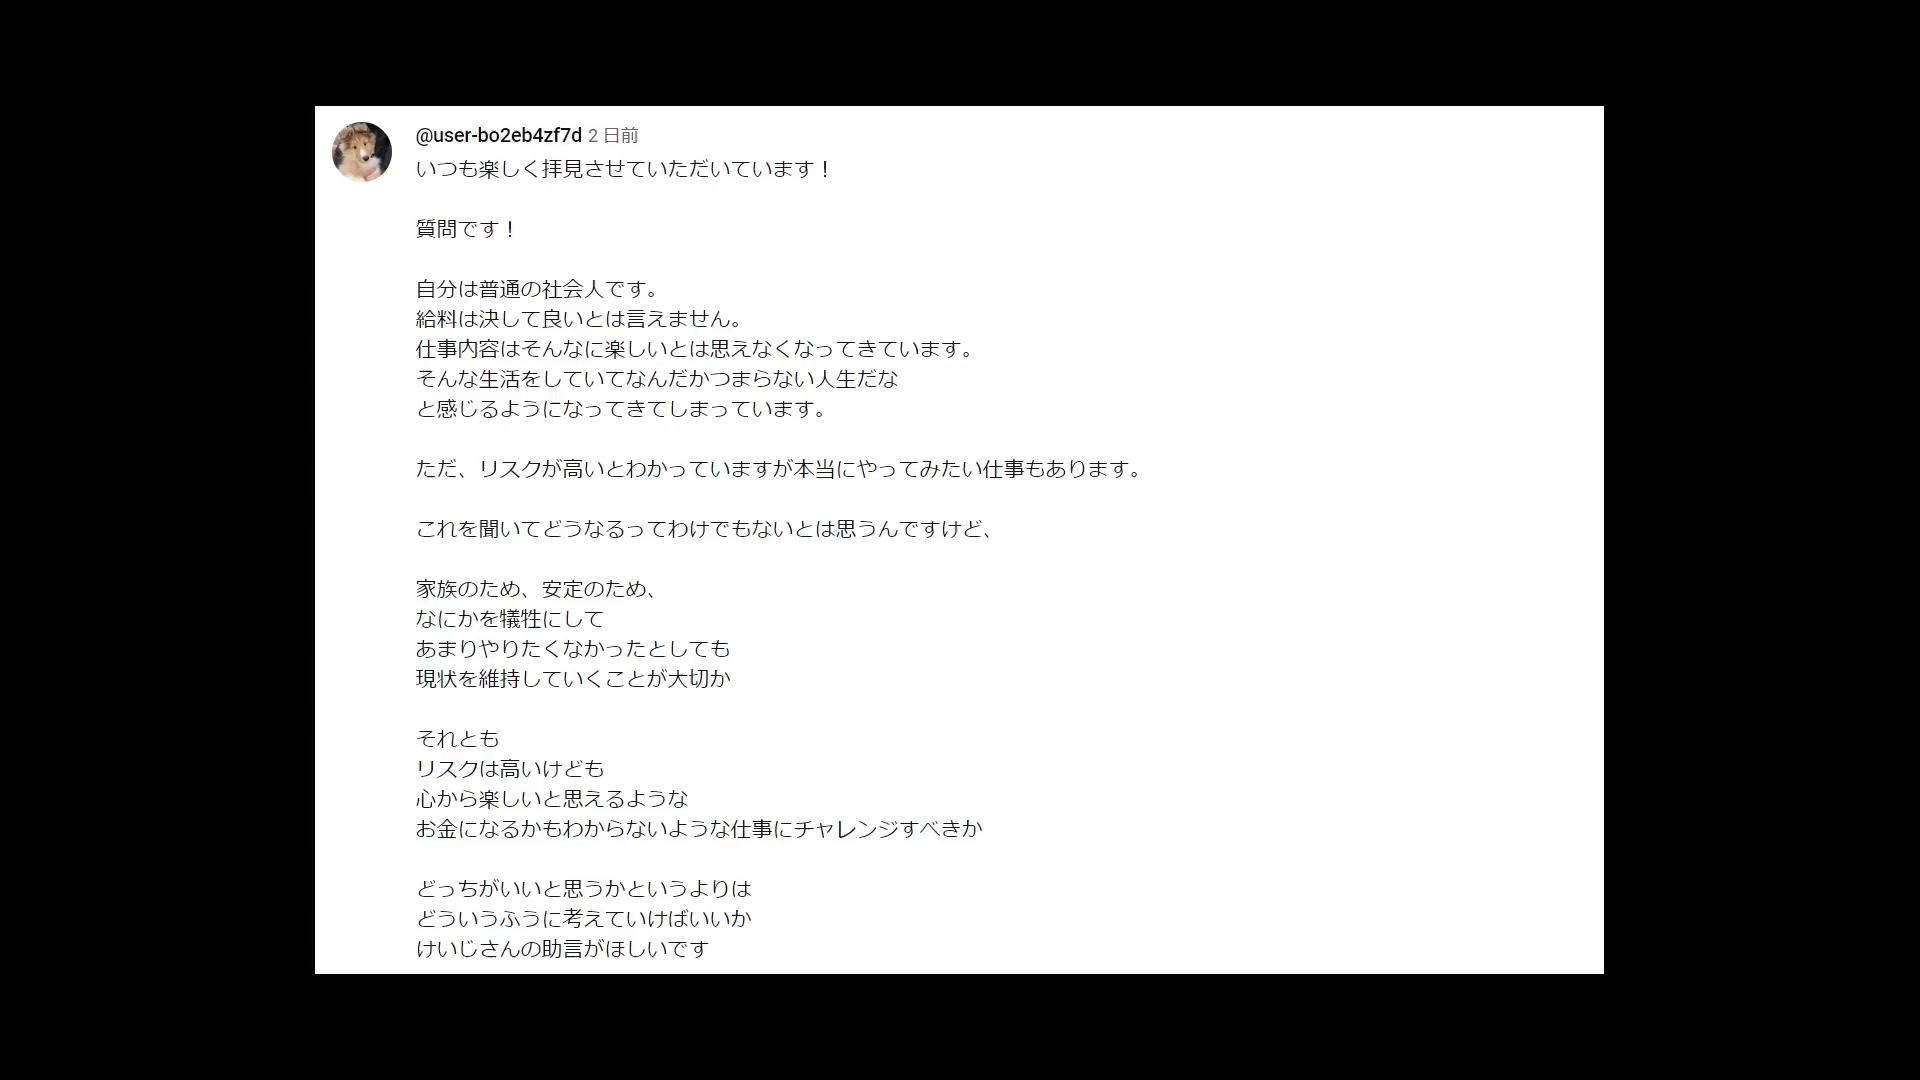 @user-bo2eb4zf7d 2 日前
いつも楽しく拝見させていただいています！
質問です！
自分は普通の社会人です。
給料は決して良いとは言えません。
仕事内容はそんなに楽しいとは思えなくなってきています。
そんな生活をしていてなんだかつまらない人生だな
と感じるようになってきてしまっています。
ただ、リスクが高いとわかっていますが本当にやってみたい仕事もあります。
これを聞いてどうなるってわけでもないとは思うんですけど、
家族のため、安定のため、
なにかを犠牲にして
あまりやりたくなかったとしても
現状を維持していくことが大切か
それとも
リスクは高いけども
心から楽しいと思えるような
お金になるかもわからないような仕事にチャレンジすべきか
どっちがいいと思うかというよりは
どういうふうに考えていけばいいか
けいじさんの助言がほしいです